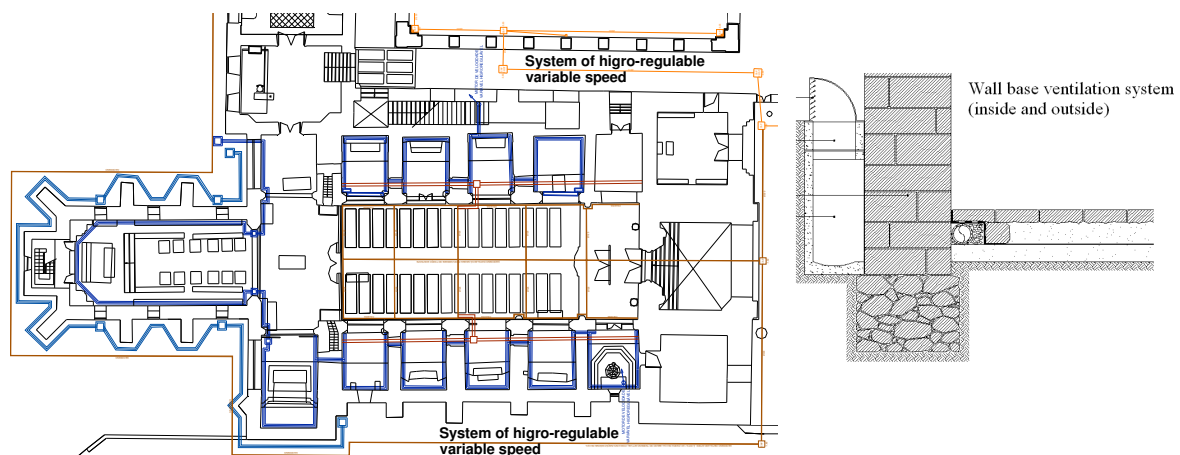 System of higro-regulable
variable speed
Wall base ventilation system
(inside and outside)
System of higro-regulable
variable speed